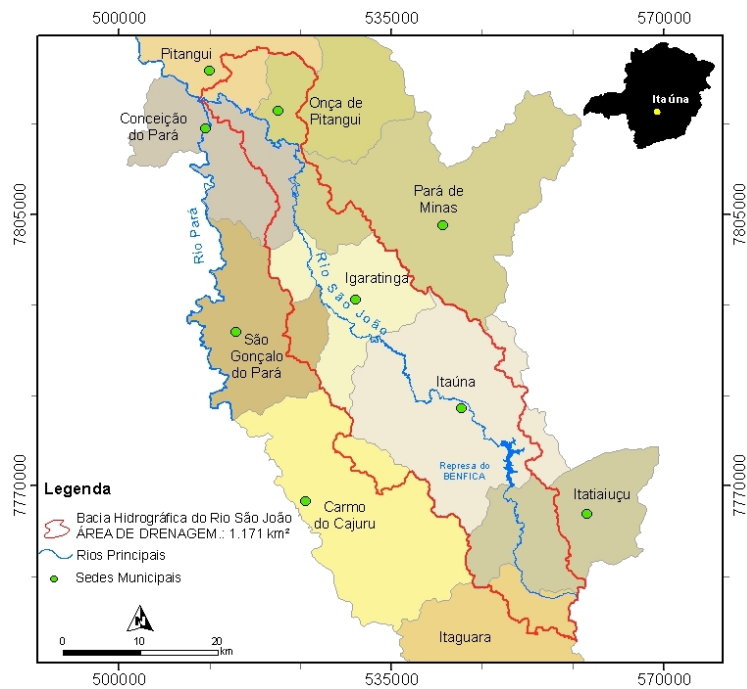 500000
535000
570000
Pitangui
Onça de
Pitangui
Itaúna
Conceição
do Pará
Pará de
Minas
7805000
7805000
Rio Pará
Rio São João
Igaratinga
São
Gonçalo
do Pará
Itaúna
Represa do
BENFICA
7770000
7770000
Legenda
Bacia Hidrográfica do Rio São João
ÁREA DE DRENAGEM.: 1.171 km²
Rios Principais
Sedes Municipais
Carmo
do Cajuru
Itatiaiuçu
N
0
10
20
km
Itaguara
500000
535000
570000